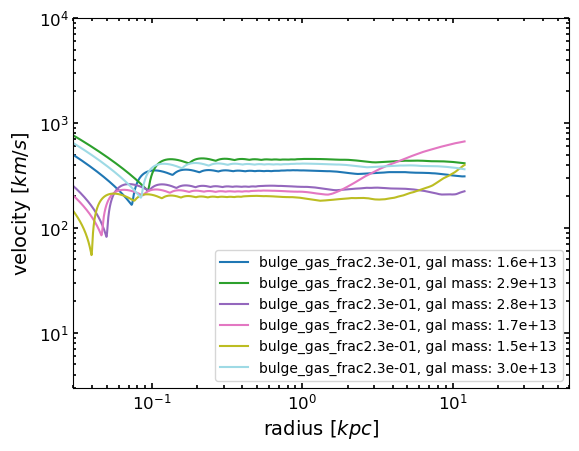 10^4
10^3
10^2
10^1
velocity [km/s]
bulge_gas_frac2.3e-01, gal mass: 1.6e+13
bulge_gas_frac2.3e-01, gal mass: 2.9e+13
bulge_gas_frac2.3e-01, gal mass: 2.8e+13
bulge_gas_frac2.3e-01, gal mass: 1.7e+13
bulge_gas_frac2.3e-01, gal mass: 1.5e+13
bulge_gas_frac2.3e-01, gal mass: 3.0e+13
10^−1 10^0 10^1
radius [kpc]